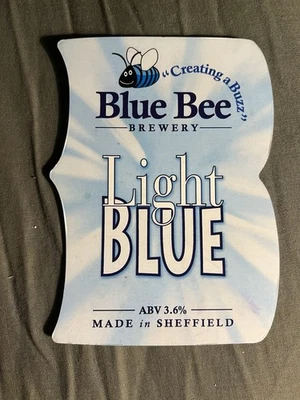 "Creating a Buzz"
Blue Bee
BREWERY
Light
BLUE
ABV 3.6%
MADE in SHEFFIELD